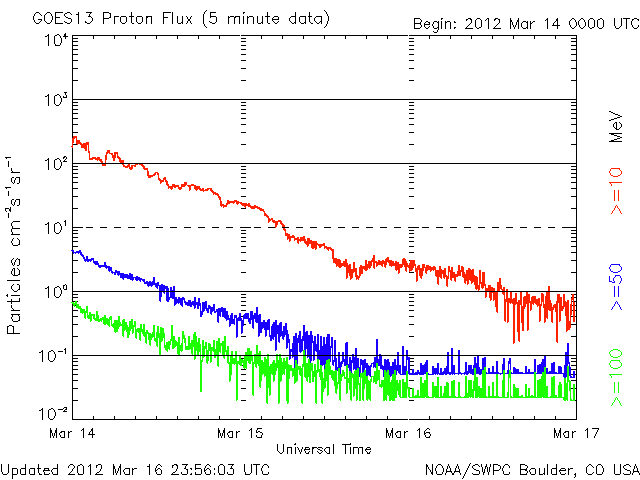 GOES13 Proton Flux (5 minute data)
Begin: 2012 Mar 14 0000 UTC
10⁴
10³
10²
10¹
10⁰
10⁻¹
10⁻²
Particles cm⁻²s⁻¹sr⁻¹
Mar 14
Mar 15
Mar 16
Mar 17
Universal Time
MeV
>=10
>=50
>=100
Updated 2012 Mar 16 23:56:03 UTC
NOAA/SWPC Boulder, CO USA